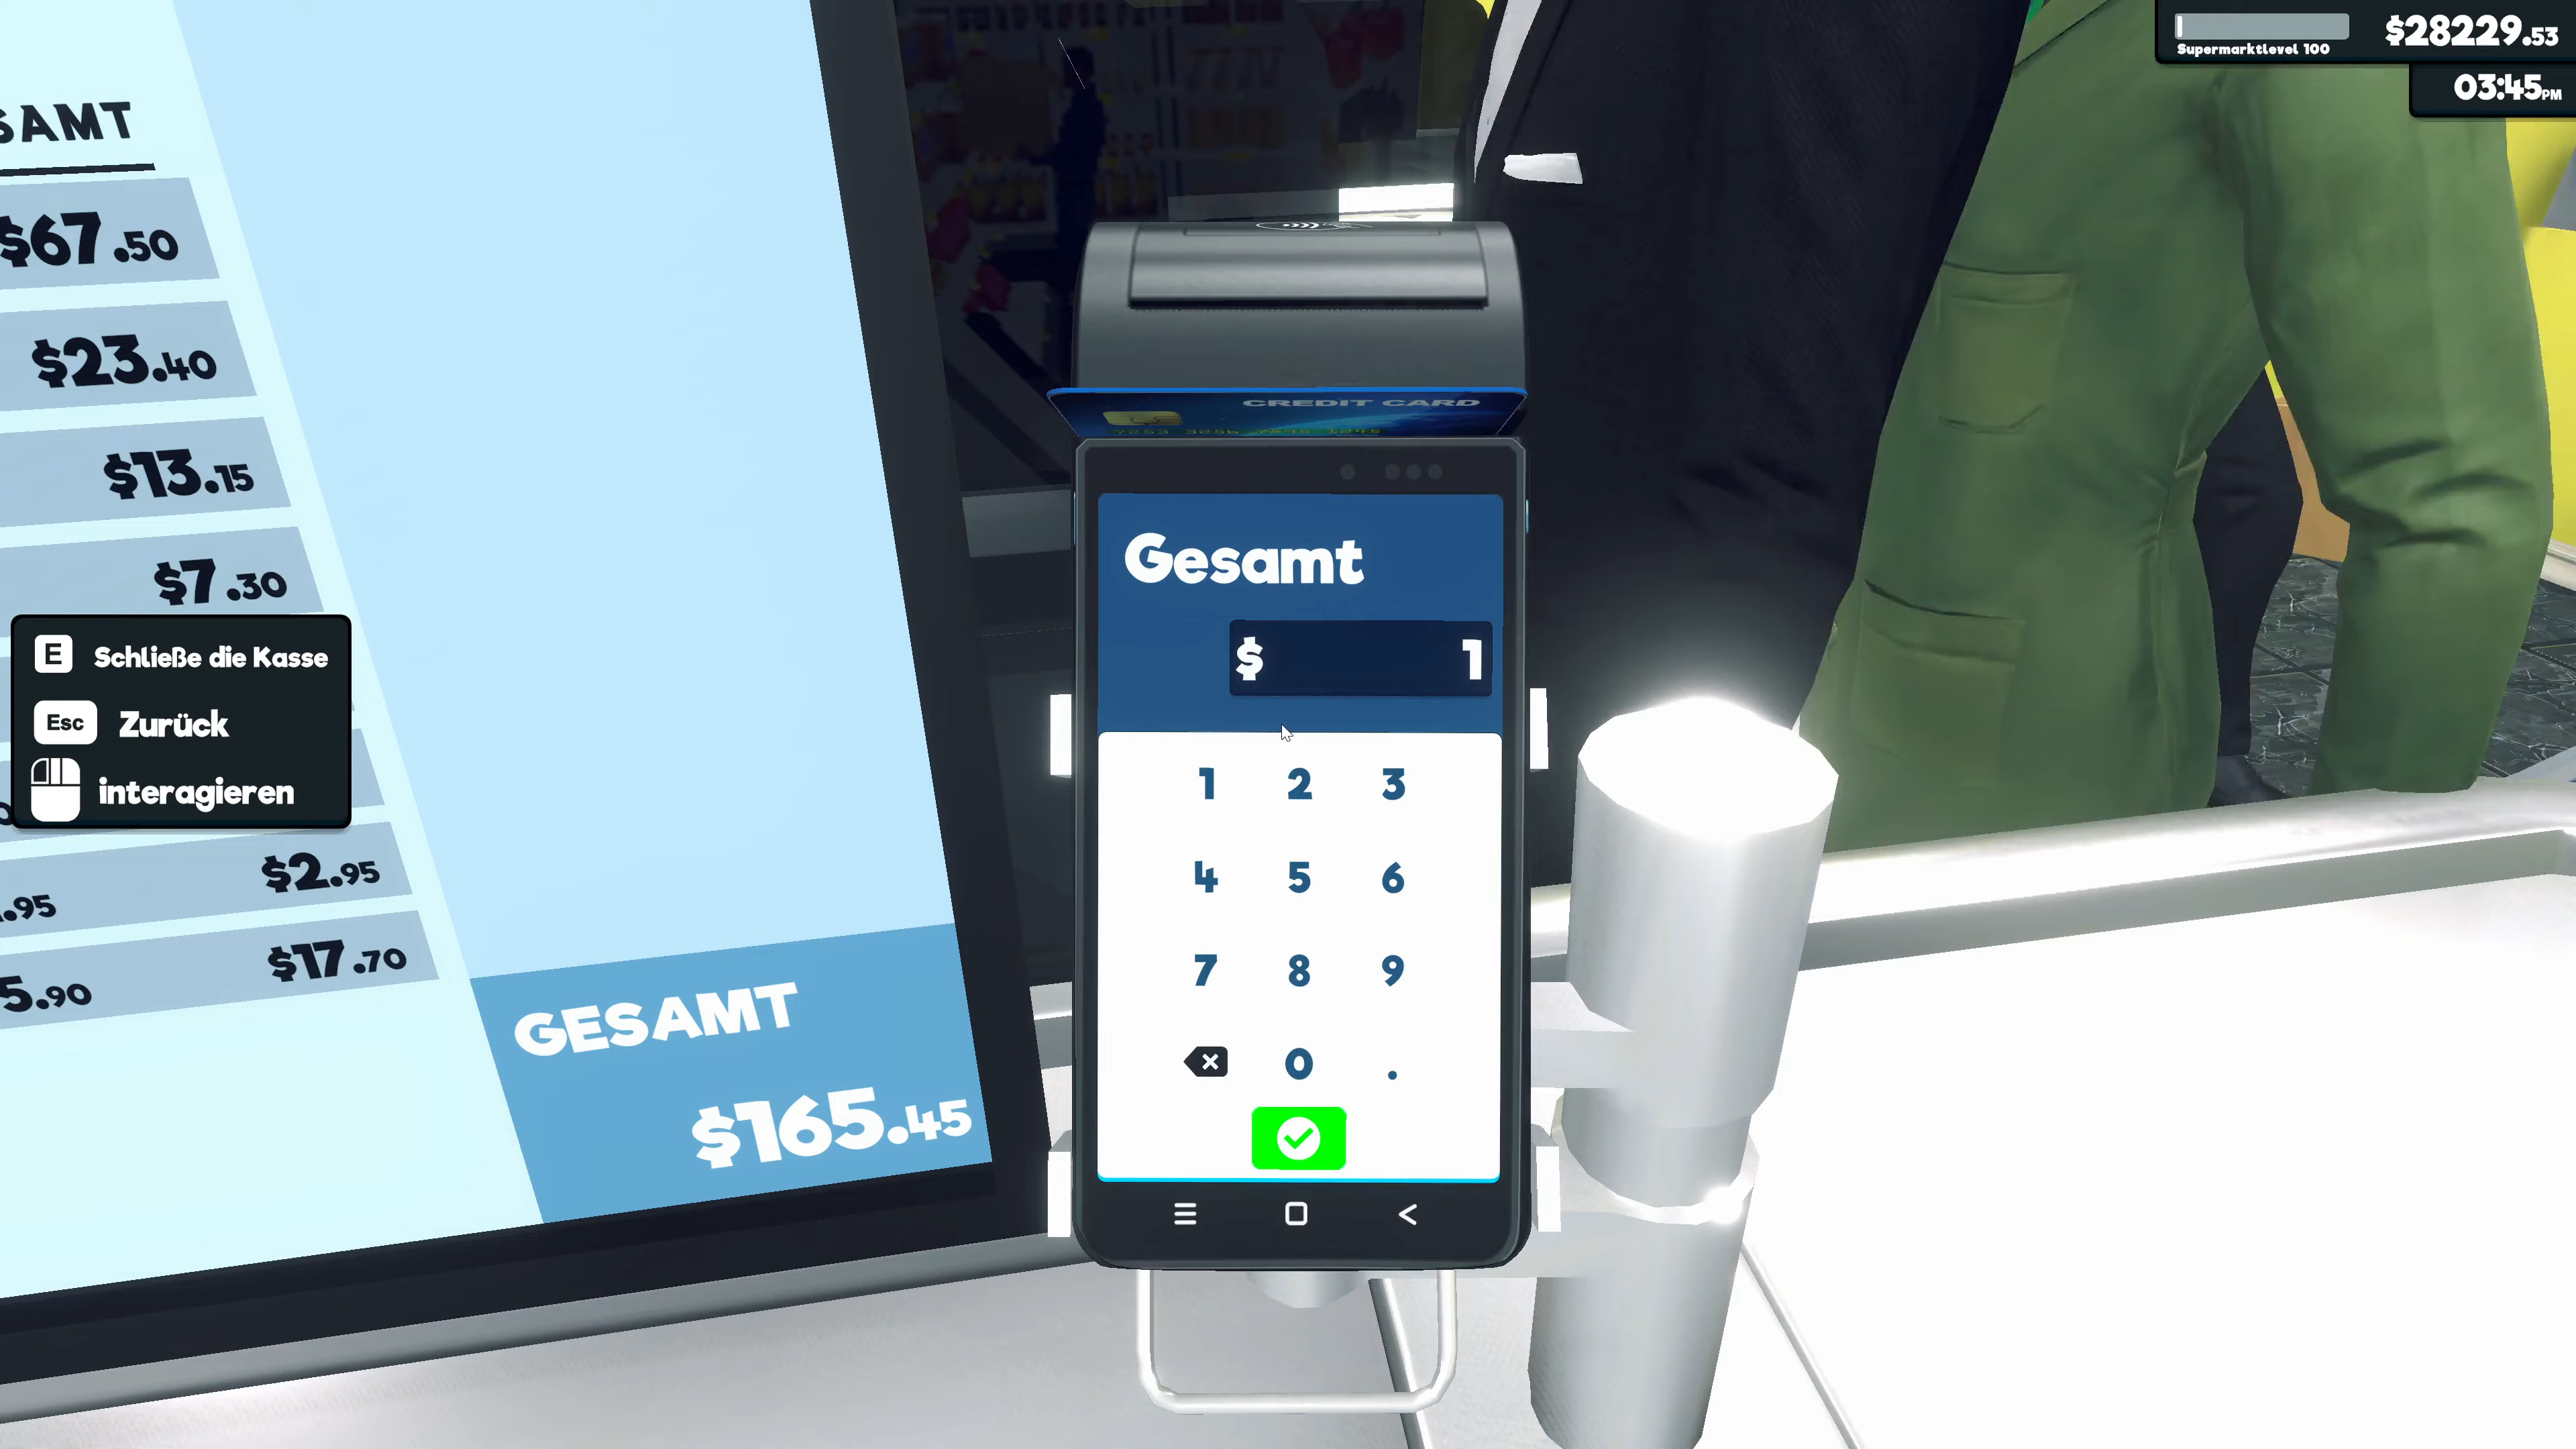 $28229.53
Supermarktlevel 100
03:45PM
SAMT
$67.50
$23.40
$13.15
$7.30
E Schließe die Kasse
Esc Zurück
interagieren
$2.95
.95
$17.70
5.90
GESAMT
$165.45
CREDIT CARD
Gesamt
$ 1
1 2 3
4 5 6
7 8 9
0 .